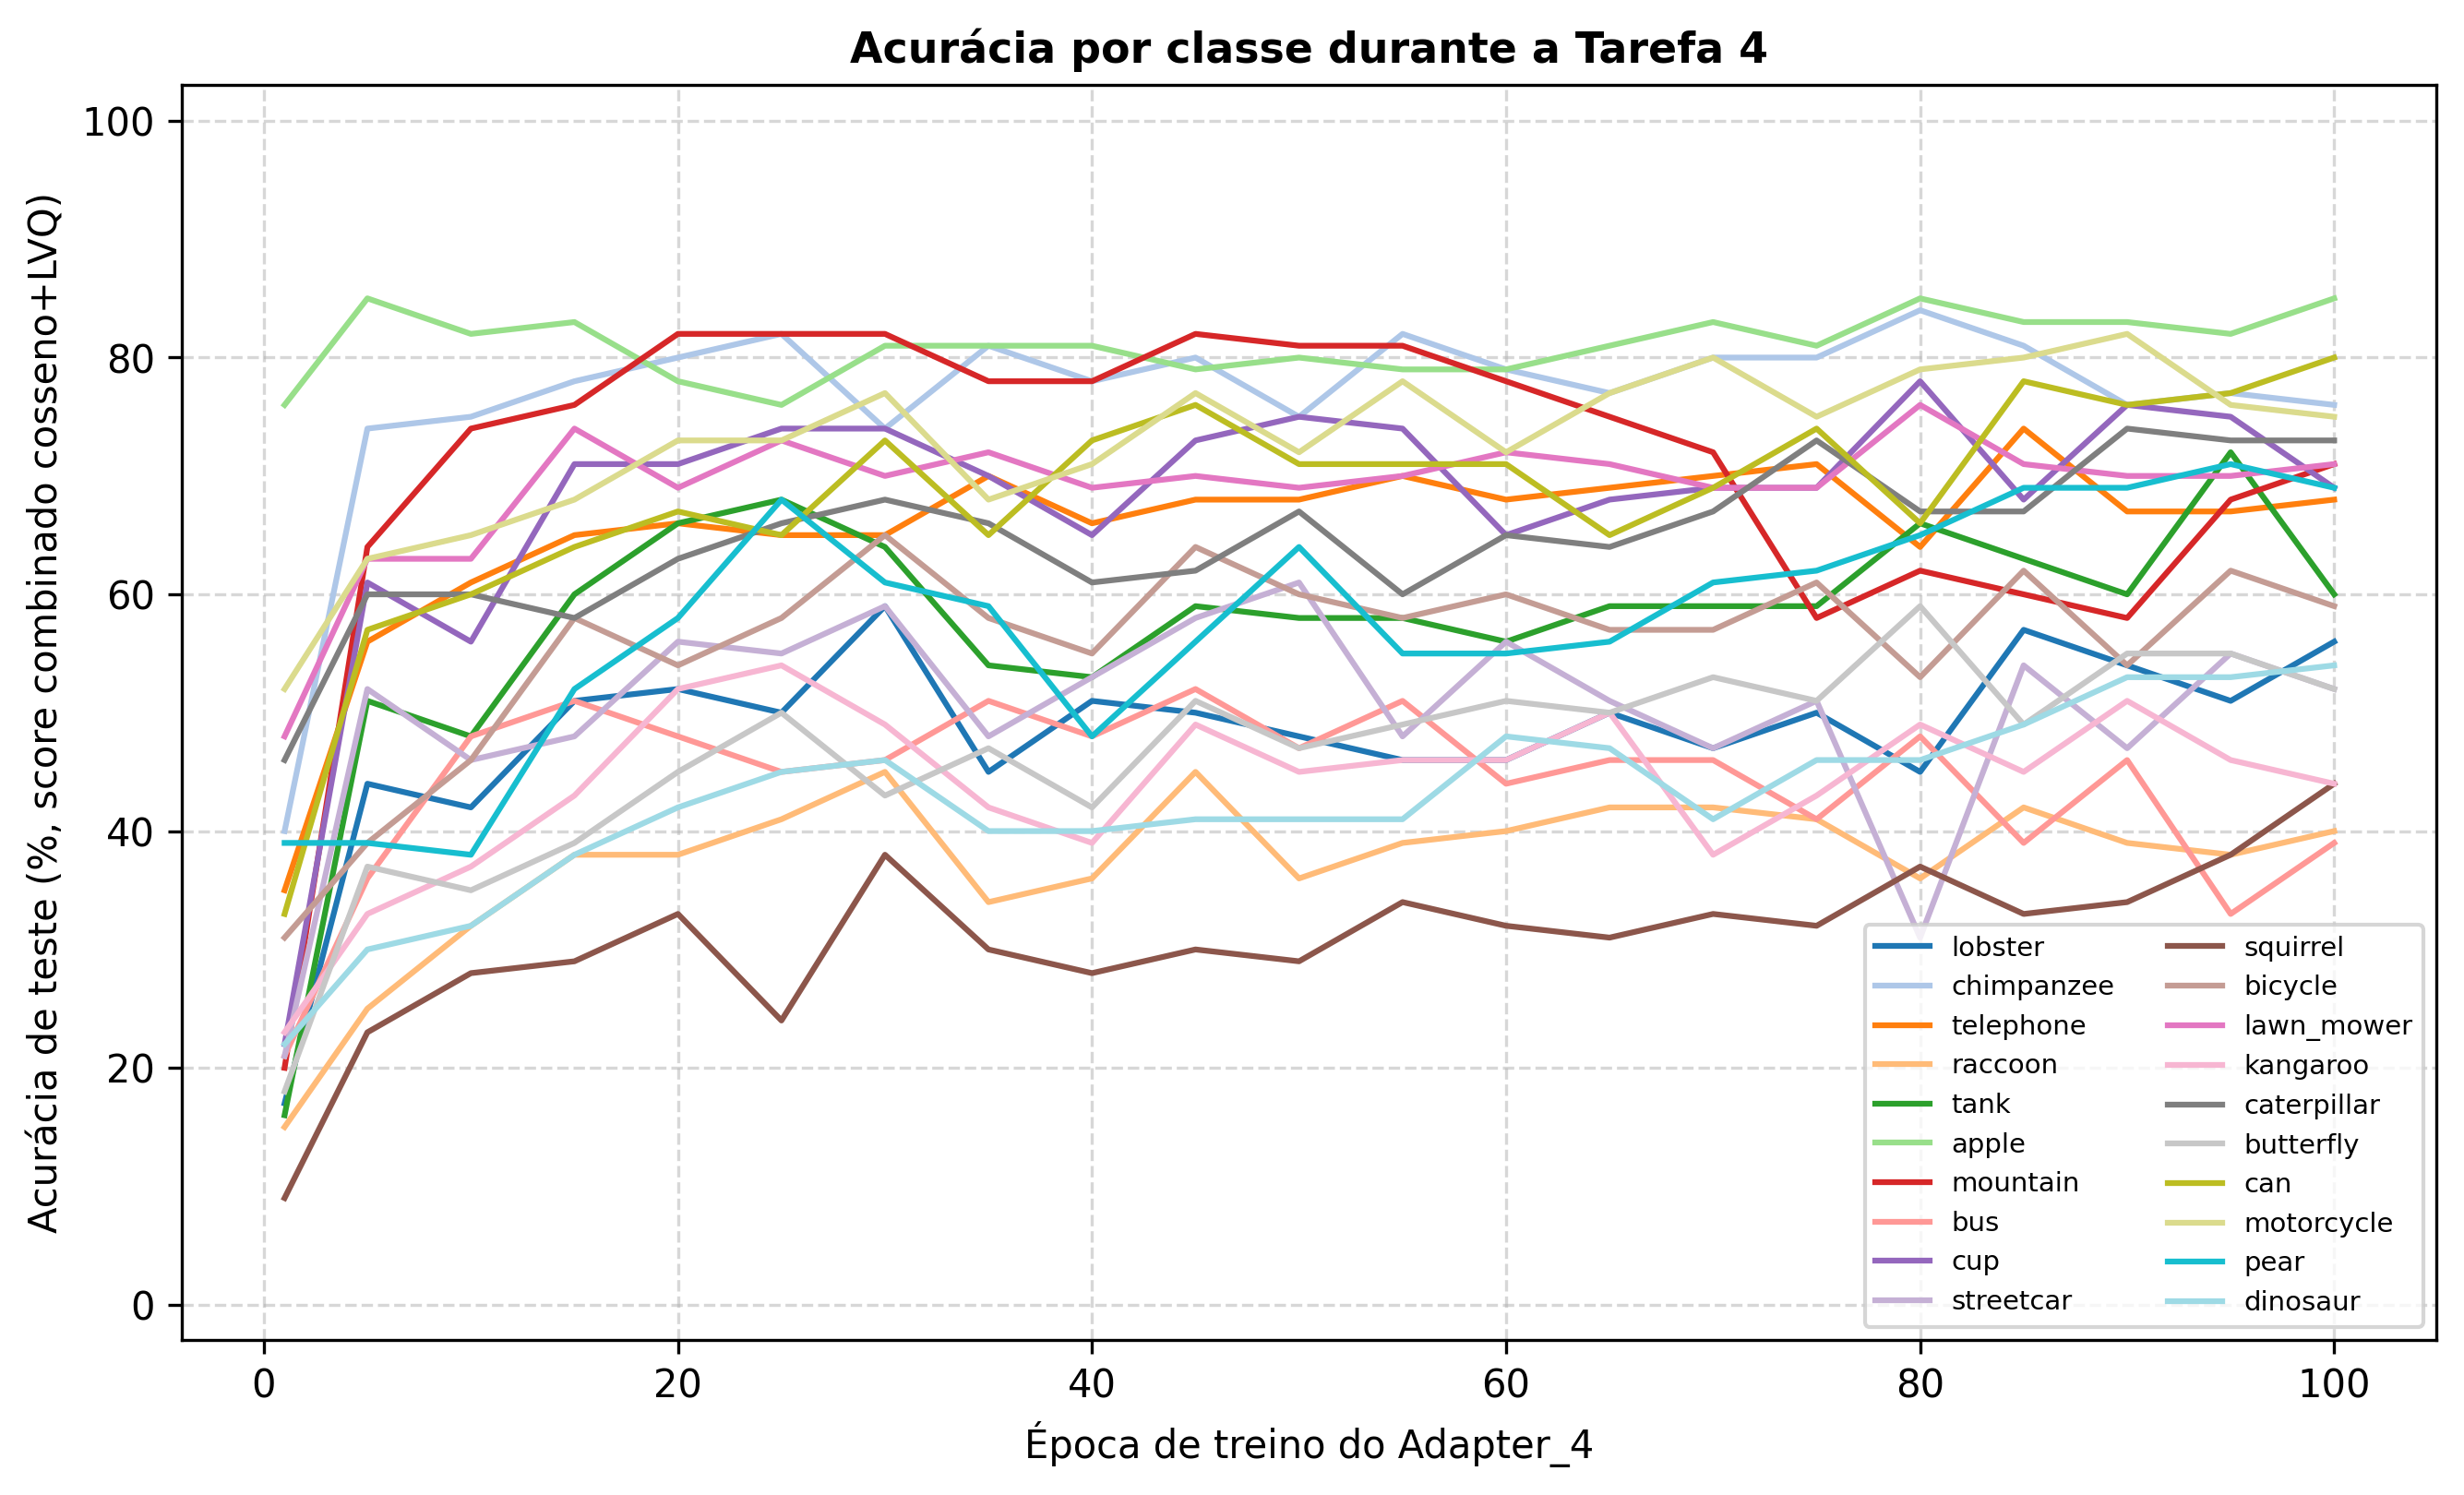 Acurácia por classe durante a Tarefa 4
Acurácia de teste (%, score combinado cosseno+LVQ)
100
80
60
40
20
0
0 20 40 60 80 100
Época de treino do Adapter_4
lobster
chimpanzee
telephone
raccoon
tank
apple
mountain
bus
cup
streetcar
squirrel
bicycle
lawn_mower
kangaroo
caterpillar
butterfly
can
motorcycle
pear
dinosaur